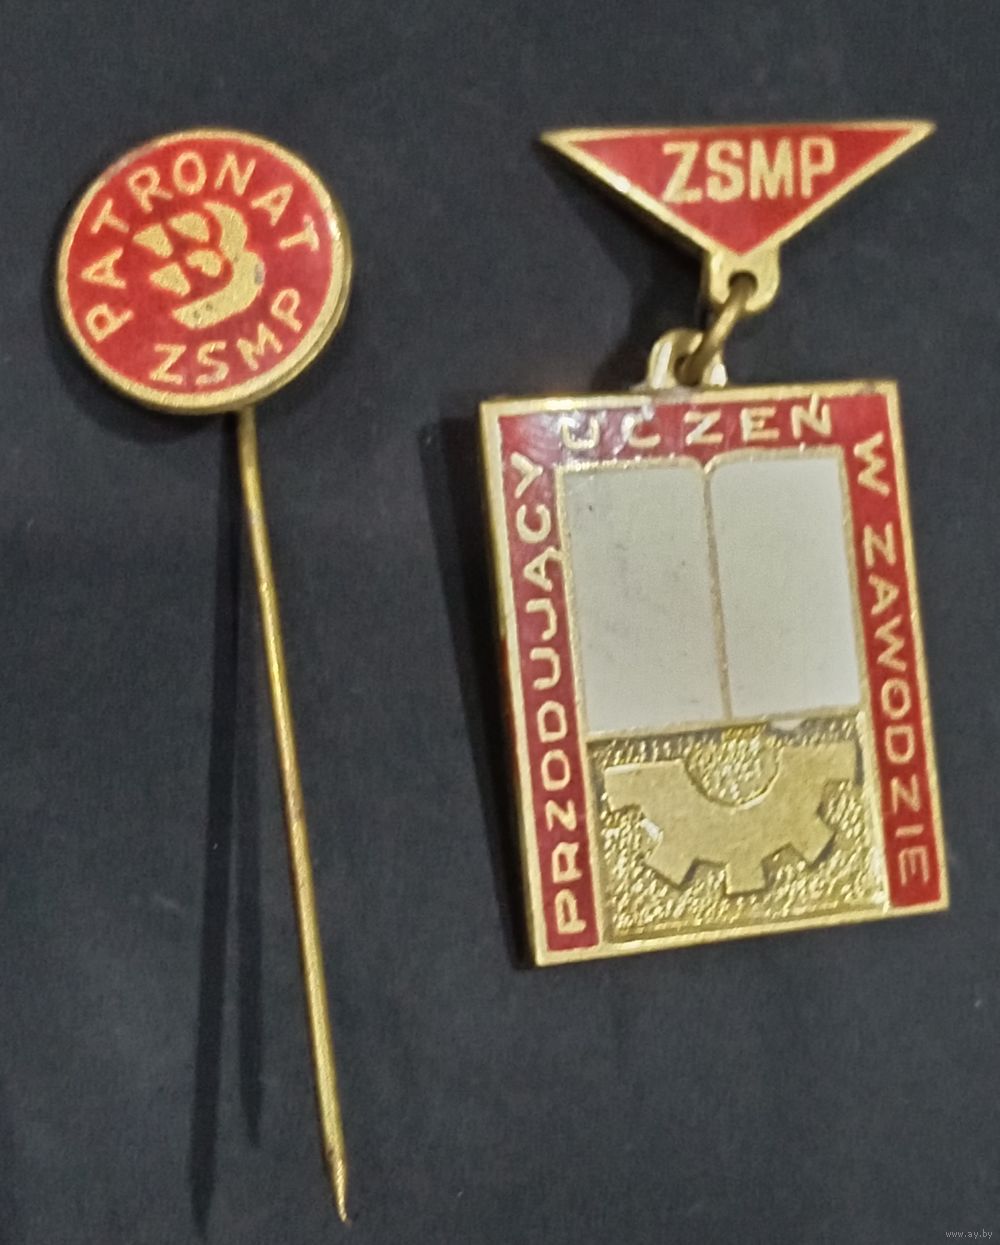 PATRONAT
ZSMP
ZSMP
PRZODUJĄCY UCZEŃ W ZAWODZIE
www.ay.by